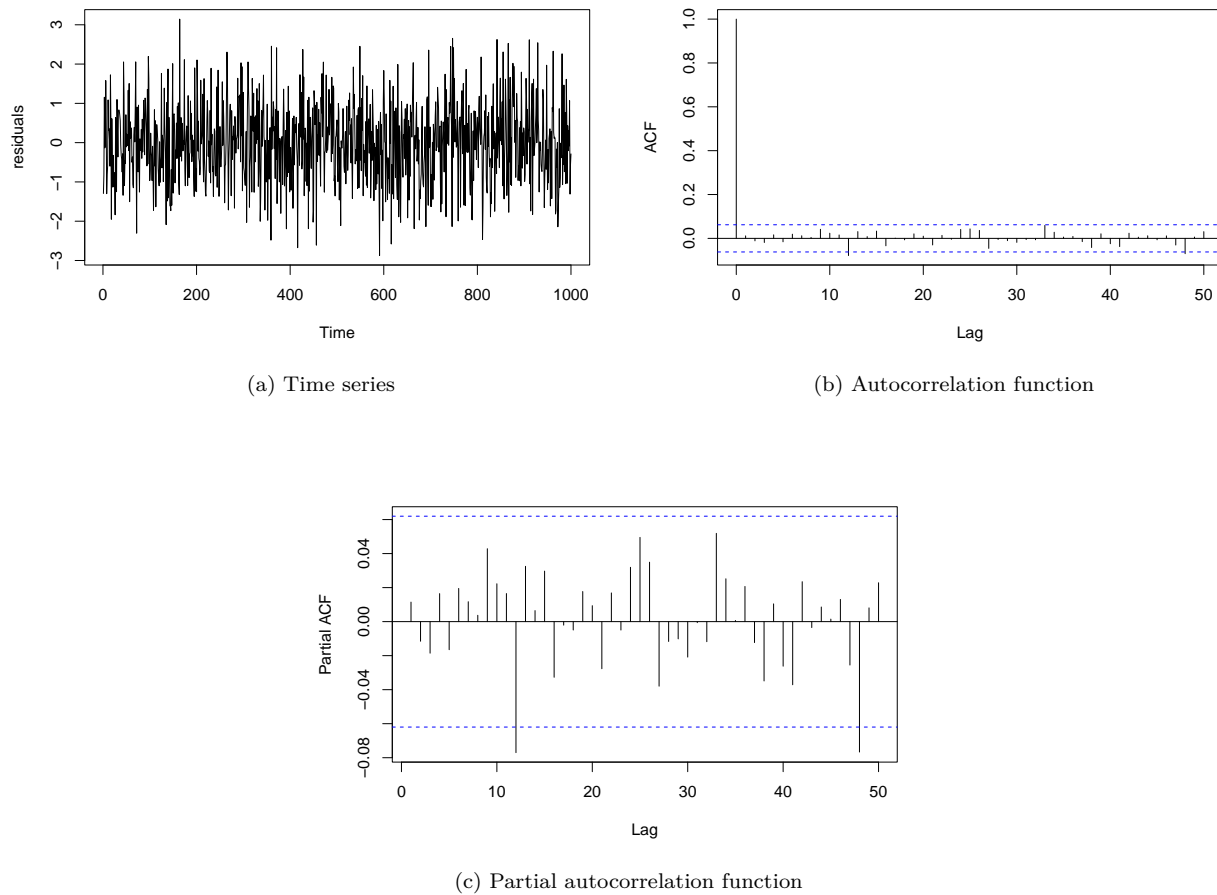 residuals
3
2
1
0
−1
−2
−3
0 200 400 600 800 1000
Time
(a) Time series
ACF
1.0
0.8
0.6
0.4
0.2
0.0
0 10 20 30 40 50
Lag
(b) Autocorrelation function
Partial ACF
0.04
0.00
−0.04
−0.08
0 10 20 30 40 50
Lag
(c) Partial autocorrelation function